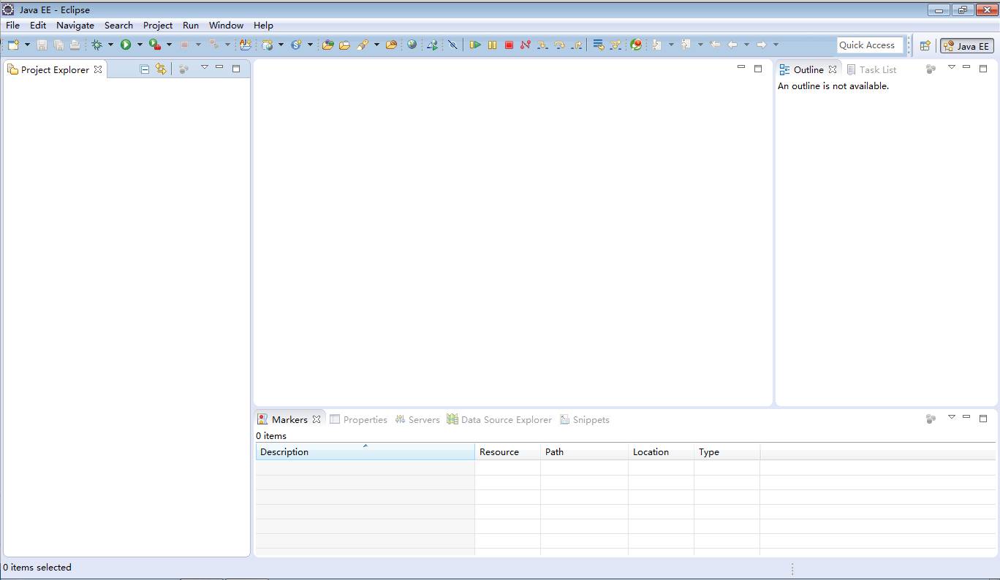 Java EE - Eclipse
File Edit Navigate Search Project Run Window Help
Quick Access
Java EE
Project Explorer
Outline Task List
An outline is not available.
Markers Properties Servers Data Source Explorer Snippets
0 items
Description Resource Path Location Type
0 items selected